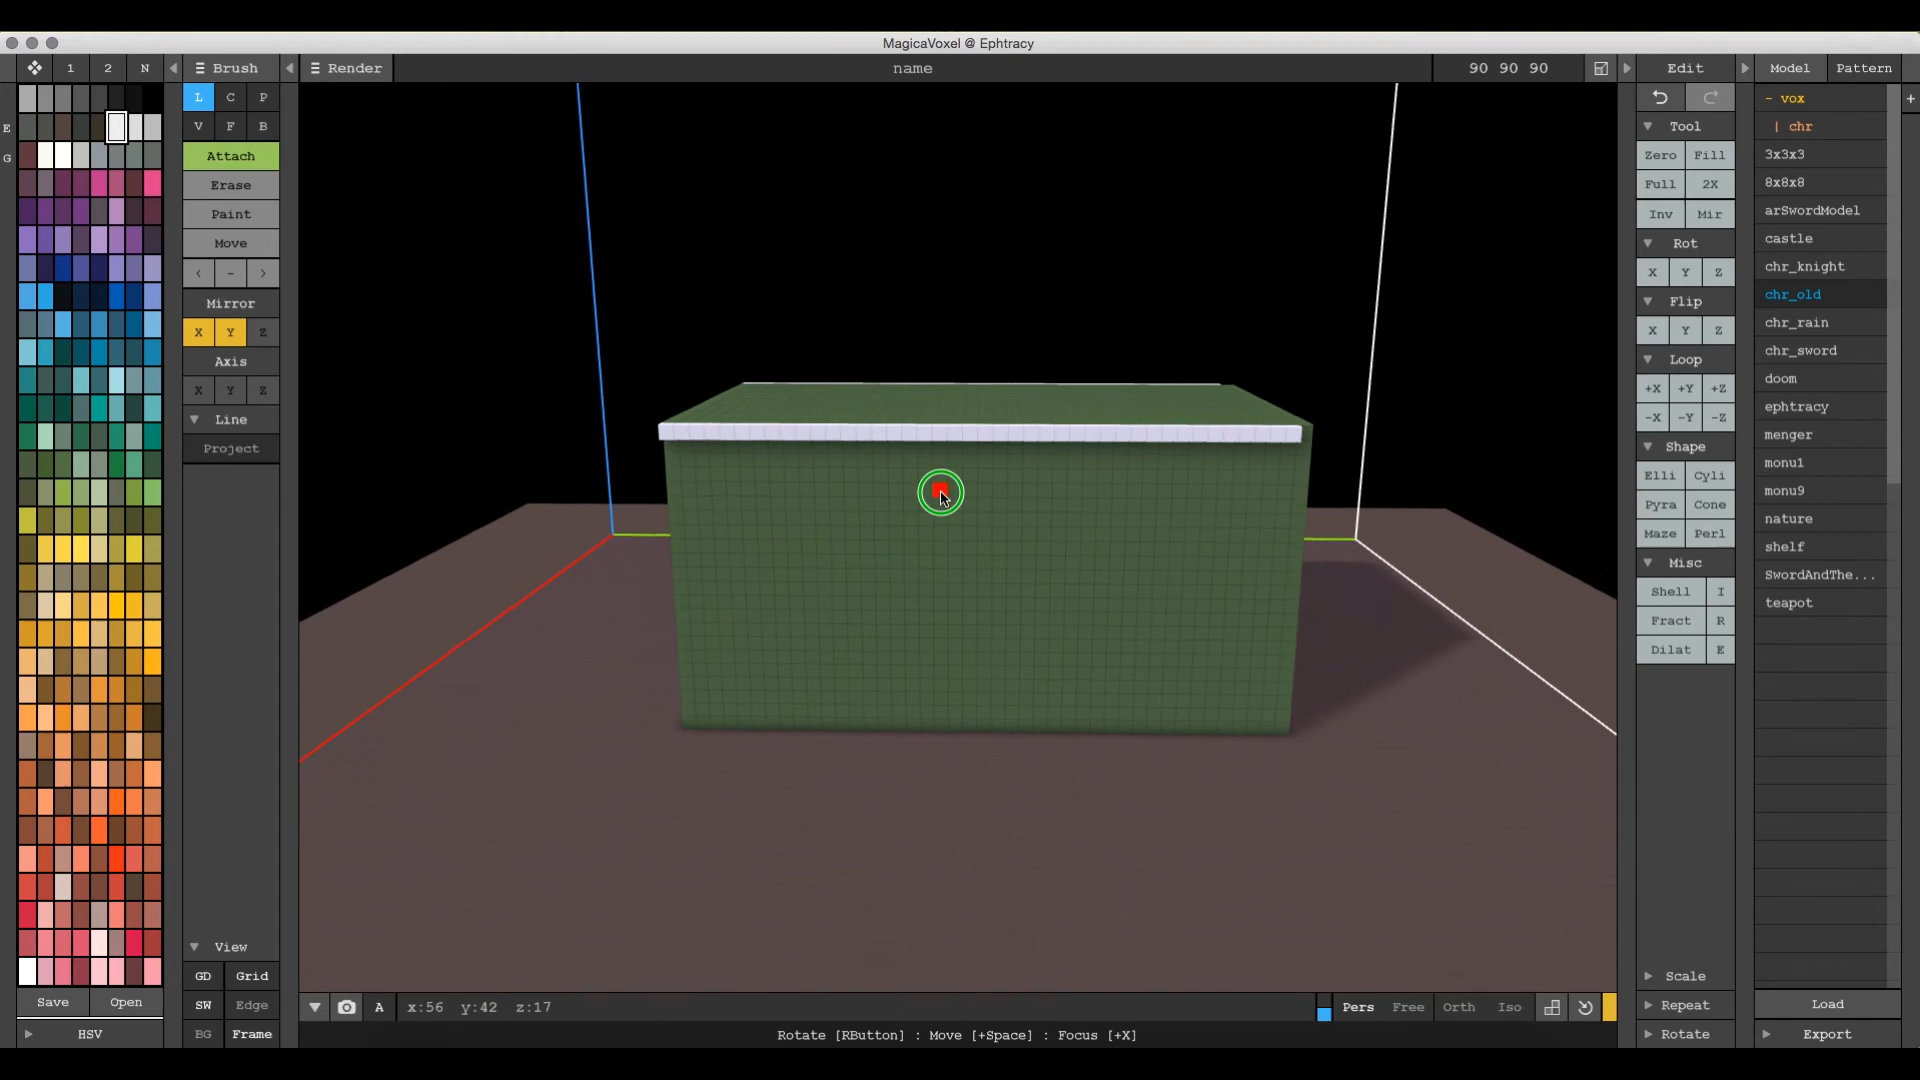 MagicaVoxel @ Ephtracy
1 2 N Brush Render name 90 90 90 Edit Model Pattern +
L C P
V F B
E
G
Attach
Erase
Paint
Move
< - >
Mirror
X Y Z
Axis
X Y Z
Line
Project
View
GD Grid
SW Edge
BG Frame
Save Open
HSV
A x:56 y:42 z:17 Pers Free Orth Iso
Rotate [RButton] : Move [+Space] : Focus [+X]
Tool
Zero Fill
Full 2X
Inv Mir
Rot
X Y Z
Flip
X Y Z
Loop
+X +Y +Z
-X -Y -Z
Shape
Elli Cyli
Pyra Cone
Maze Perl
Misc
Shell I
Fract R
Dilat E
Scale
Repeat
Rotate
- vox
| chr
3x3x3
8x8x8
arSwordModel
castle
chr_knight
chr_old
chr_rain
chr_sword
doom
ephtracy
menger
monu1
monu9
nature
shelf
SwordAndThe...
teapot
Load
Export